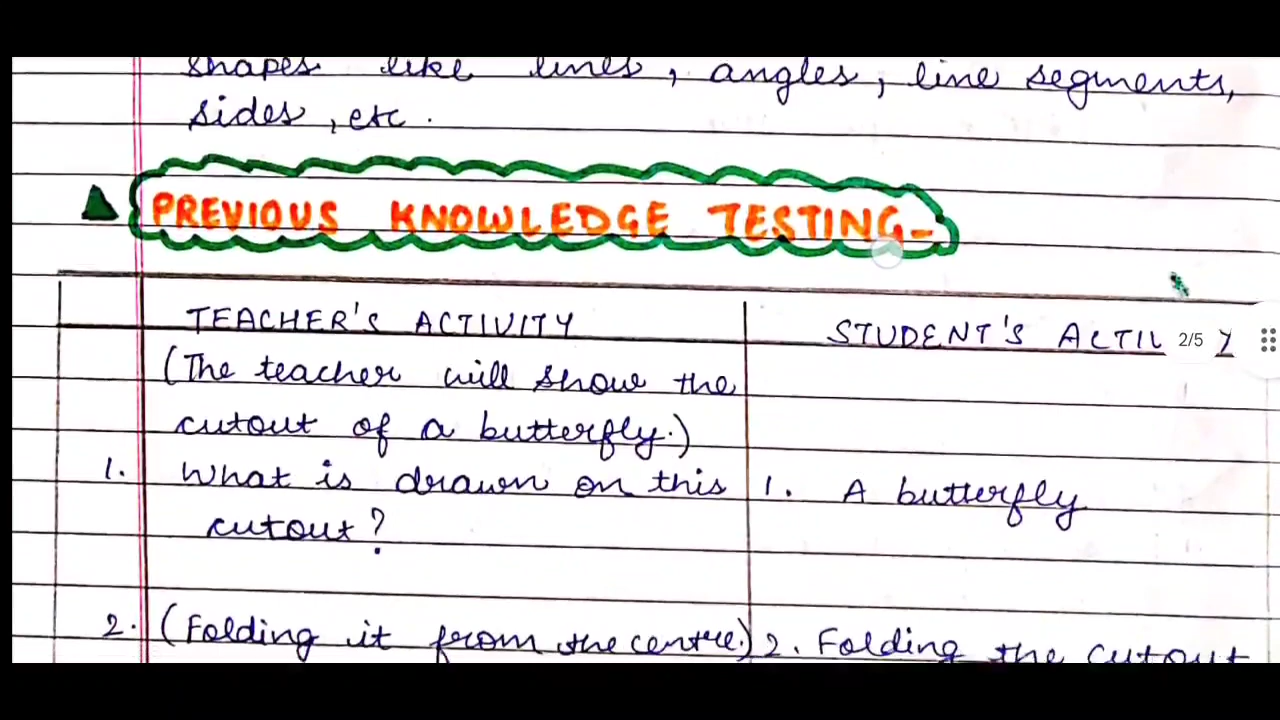 shapes like lines, angles, line segments,
sides, etc.
PREVIOUS KNOWLEDGE TESTING-
TEACHER'S ACTIVITY STUDENT'S ACTI Y
2/5
(The teacher will show the
cutout of a butterfly.)
1. What is drawn on this 1. A butterfly
cutout?
2. (Folding it from the centre.) 2. Folding the cutout